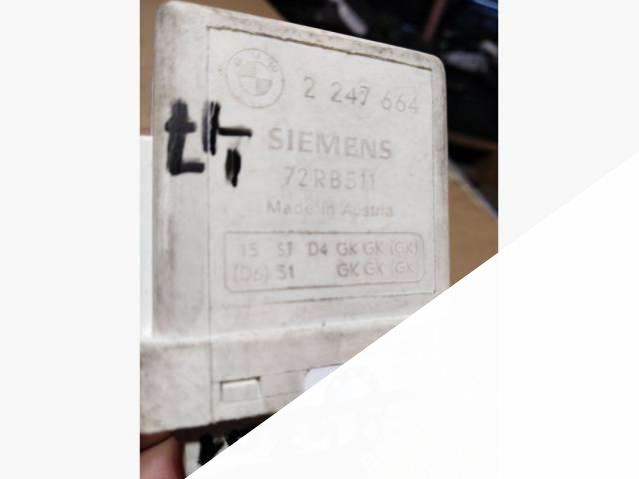 BMW
2 247 664
SIEMENS
72RB511
Made in Austria
15 S1 D4 GK GK (GK)
(D6) S1 GK GK (GK)